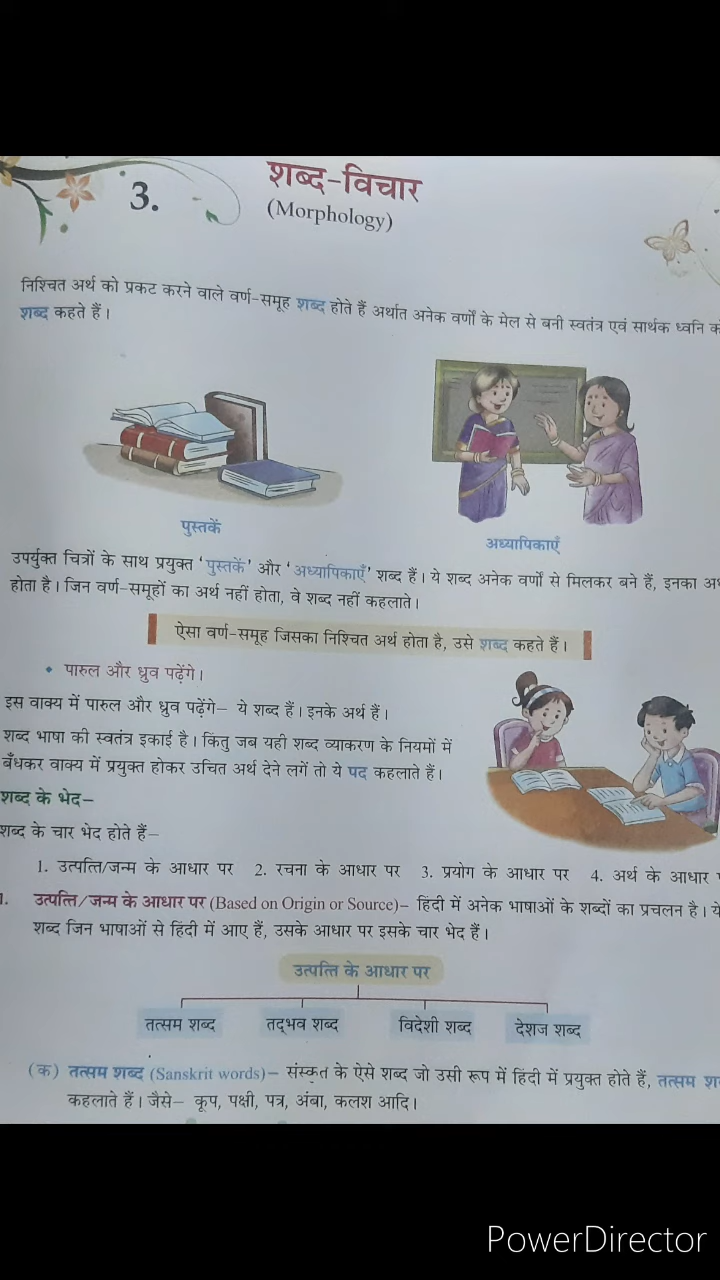 3.
शब्द-विचार
(Morphology)
निश्चित अर्थ को प्रकट करने वाले वर्ण-समूह शब्द होते हैं अर्थात अनेक वर्णों के मेल से बनी स्वतंत्र एवं सार्थक ध्वनि
शब्द कहते हैं।
पुस्तकें
अध्यापिकाएँ
उपर्युक्त चित्रों के साथ प्रयुक्त 'पुस्तकें' और 'अध्यापिकाएँ' शब्द हैं। ये शब्द अनेक वर्णों से मिलकर बने हैं, इनका
होता है। जिन वर्ण-समूहों का अर्थ नहीं होता, वे शब्द नहीं कहलाते।
ऐसा वर्ण-समूह जिसका निश्चित अर्थ होता है, उसे शब्द कहते हैं।
• पारुल और ध्रुव पढ़ेंगे।
इस वाक्य में पारुल और ध्रुव पढ़ेंगे– ये शब्द हैं। इनके अर्थ हैं।
शब्द भाषा की स्वतंत्र इकाई है। किंतु जब यही शब्द व्याकरण के नियमों में
बँधकर वाक्य में प्रयुक्त होकर उचित अर्थ देने लगें तो ये पद कहलाते हैं।
शब्द के भेद–
शब्द के चार भेद होते हैं–
1. उत्पत्ति/जन्म के आधार पर 2. रचना के आधार पर 3. प्रयोग के आधार पर 4. अर्थ के आधार
1. उत्पत्ति/जन्म के आधार पर (Based on Origin or Source)– हिंदी में अनेक भाषाओं के शब्दों का प्रचलन है। ये
शब्द जिन भाषाओं से हिंदी में आए हैं, उसके आधार पर इसके चार भेद हैं।
उत्पत्ति के आधार पर
तत्सम शब्द तद्भव शब्द विदेशी शब्द देशज शब्द
(क) तत्सम शब्द (Sanskrit words)– संस्कृत के ऐसे शब्द जो उसी रूप में हिंदी में प्रयुक्त होते हैं, तत्सम
कहलाते हैं। जैसे– कूप, पक्षी, पत्र, अंबा, कलश आदि।
PowerDirector